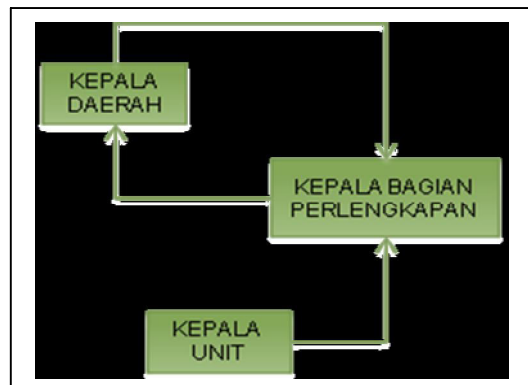 KEPALA
DAERAH
KEPALA BAGIAN
PERLENGKAPAN
KEPALA
UNIT